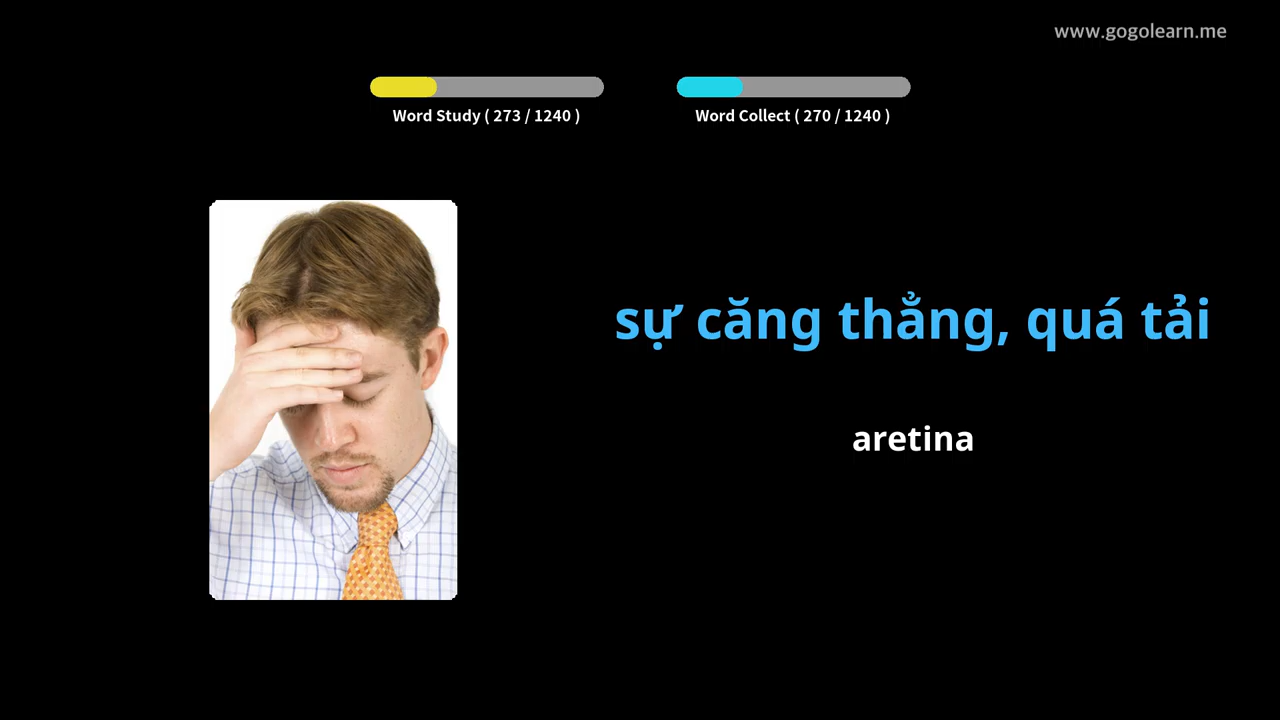 www.gogolearn.me
Word Study ( 273 / 1240 )
Word Collect ( 270 / 1240 )
sự căng thẳng, quá tải
aretina